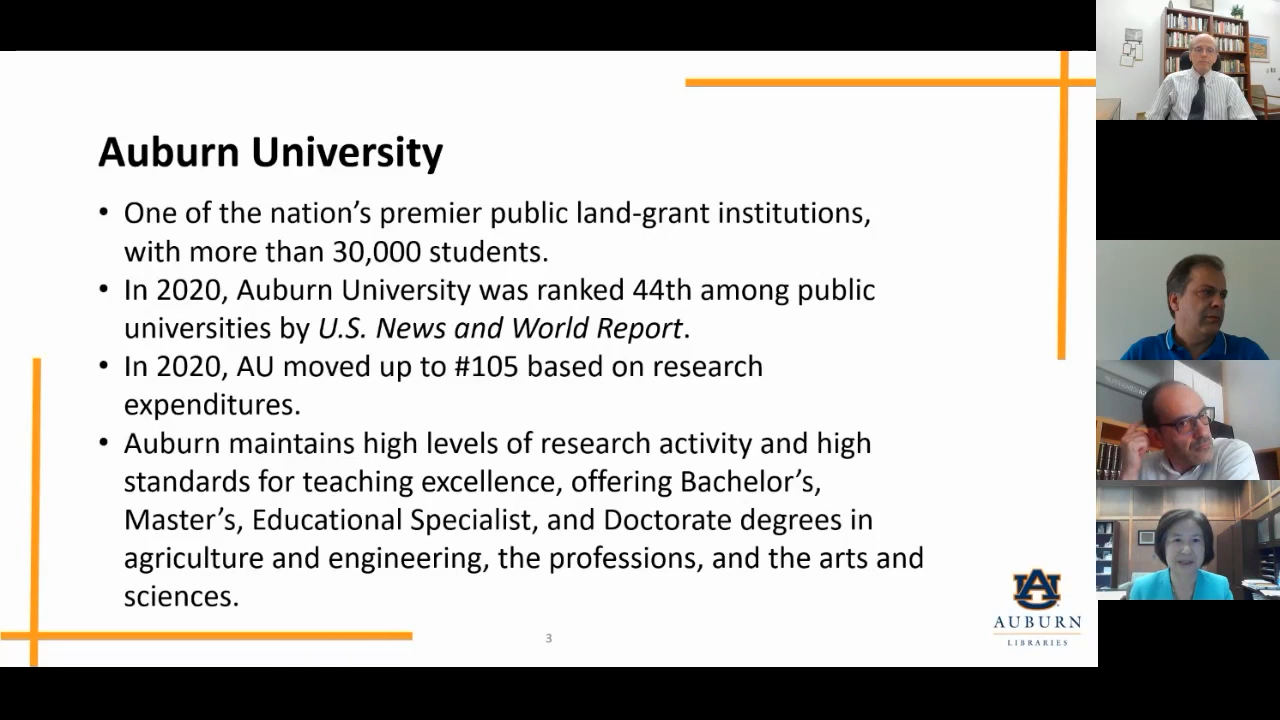 Auburn University
• One of the nation’s premier public land-grant institutions,
with more than 30,000 students.
• In 2020, Auburn University was ranked 44th among public
universities by U.S. News and World Report.
• In 2020, AU moved up to #105 based on research
expenditures.
• Auburn maintains high levels of research activity and high
standards for teaching excellence, offering Bachelor’s,
Master’s, Educational Specialist, and Doctorate degrees in
agriculture and engineering, the professions, and the arts and
sciences.
3
AU
AUBURN
LIBRARIES